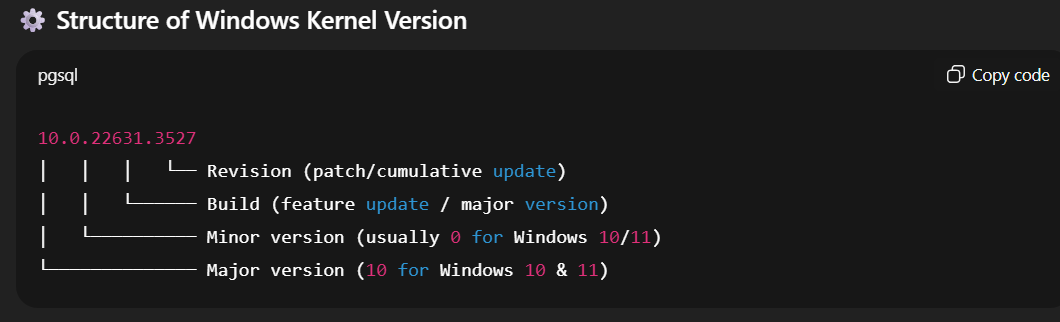 ⚙️ Structure of Windows Kernel Version
pgsql
Copy code
10.0.22631.3527
│   │   │   └── Revision (patch/cumulative update)
│   │   └────── Build (feature update / major version)
│   └────────── Minor version (usually 0 for Windows 10/11)
└────────────── Major version (10 for Windows 10 & 11)